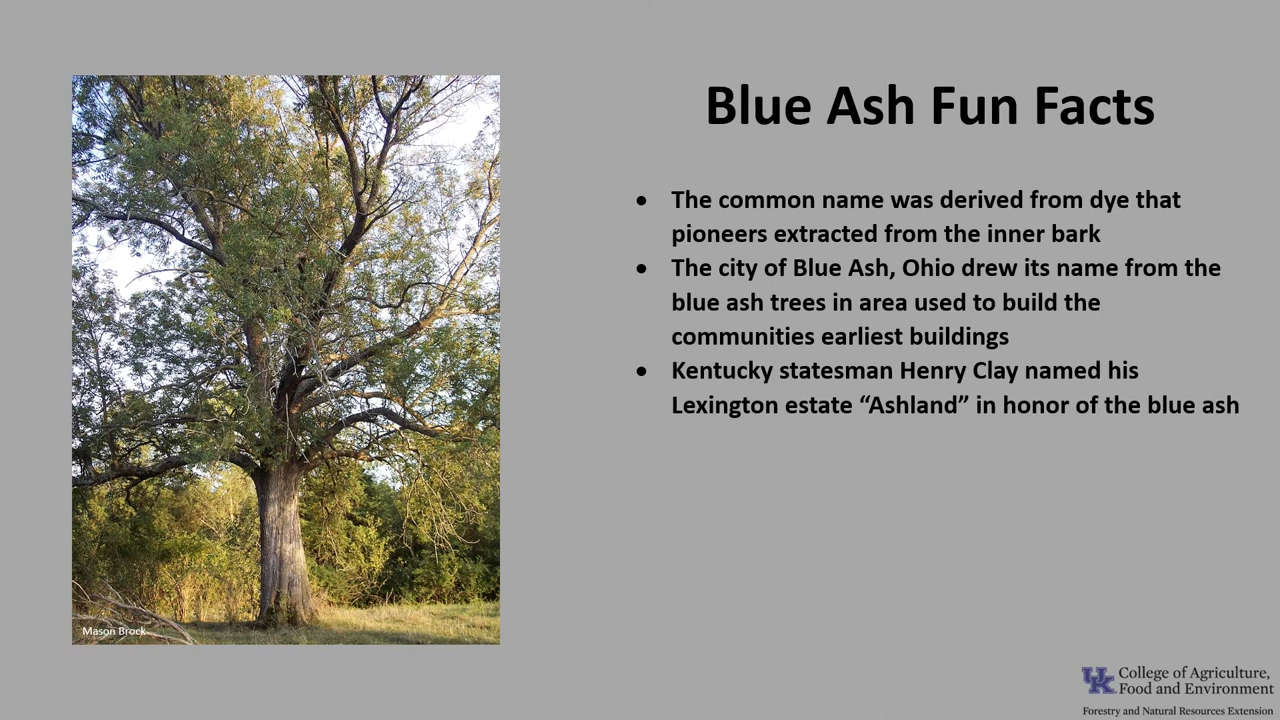 Blue Ash Fun Facts
• The common name was derived from dye that
pioneers extracted from the inner bark
• The city of Blue Ash, Ohio drew its name from the
blue ash trees in area used to build the
communities earliest buildings
• Kentucky statesman Henry Clay named his
Lexington estate “Ashland” in honor of the blue ash
Mason Brock
UK College of Agriculture,
Food and Environment
Forestry and Natural Resources Extension